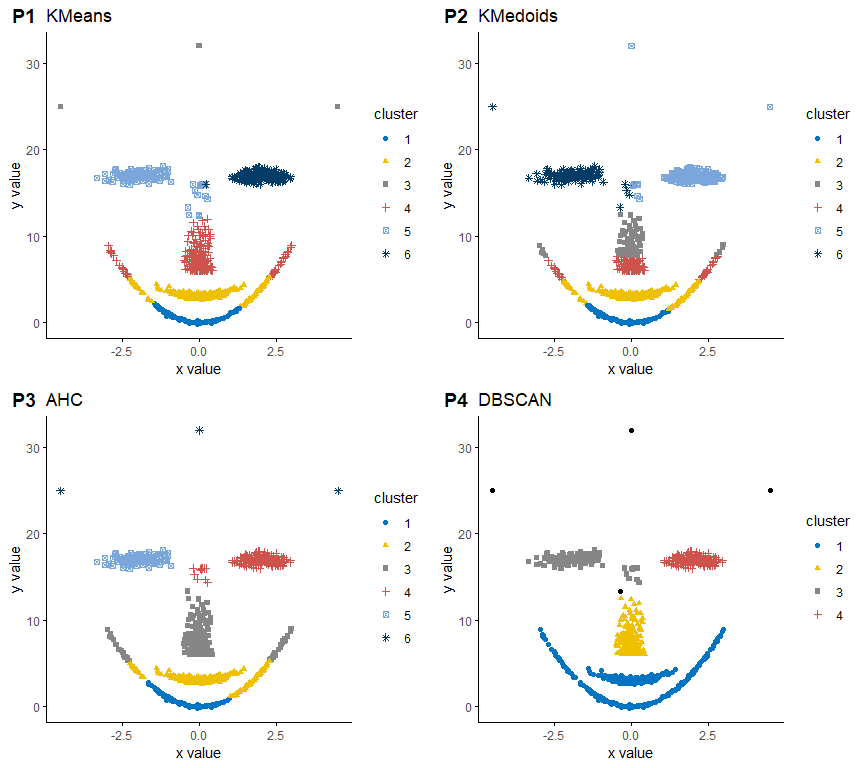 P1 KMeans
30
20
10
0
-2.5 0.0 2.5
x value
y value
cluster
1
2
3
4
5
6
P2 KMedoids
30
20
10
0
-2.5 0.0 2.5
x value
y value
cluster
1
2
3
4
5
6
P3 AHC
30
20
10
0
-2.5 0.0 2.5
x value
y value
cluster
1
2
3
4
5
6
P4 DBSCAN
30
20
10
0
-2.5 0.0 2.5
x value
y value
cluster
1
2
3
4